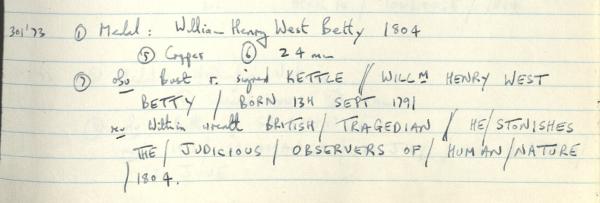 301'73 ① Medal: William Henry West Betty 1804
⑤ Copper ⑥ 24 mm
⑦ obv Bust r. signed KETTLE // WILLM HENRY WEST
BETTY / BORN 13H SEPT 1791
rev Within wreath BRITISH / TRAGEDIAN // HE / STONISHES
THE / JUDICIOUS / OBSERVERS OF / HUMAN / NATURE
/ 1804.